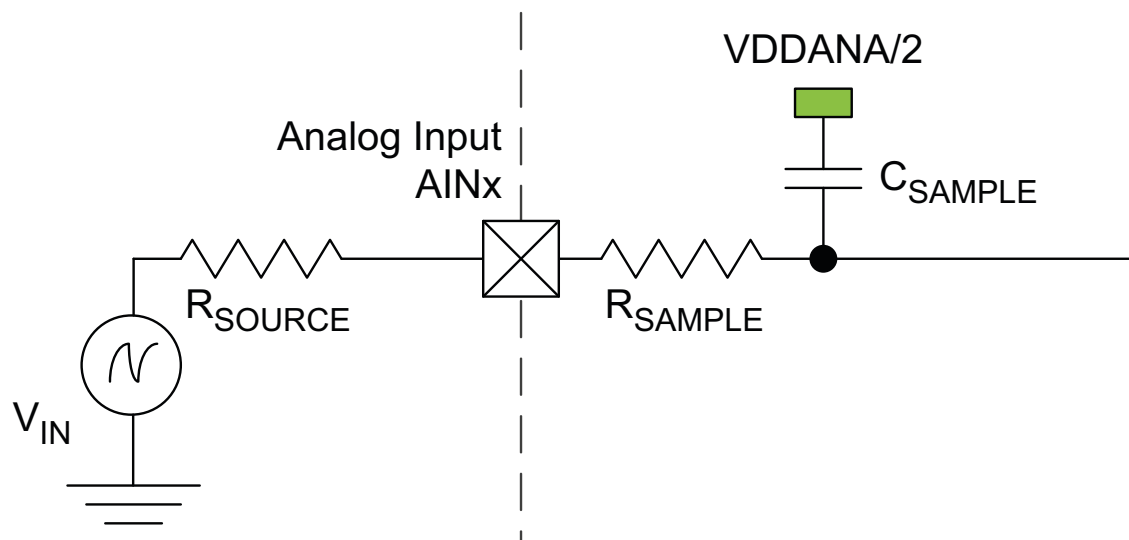 VDDANA/2
Analog Input
AINx
CSAMPLE
RSOURCE
RSAMPLE
VIN